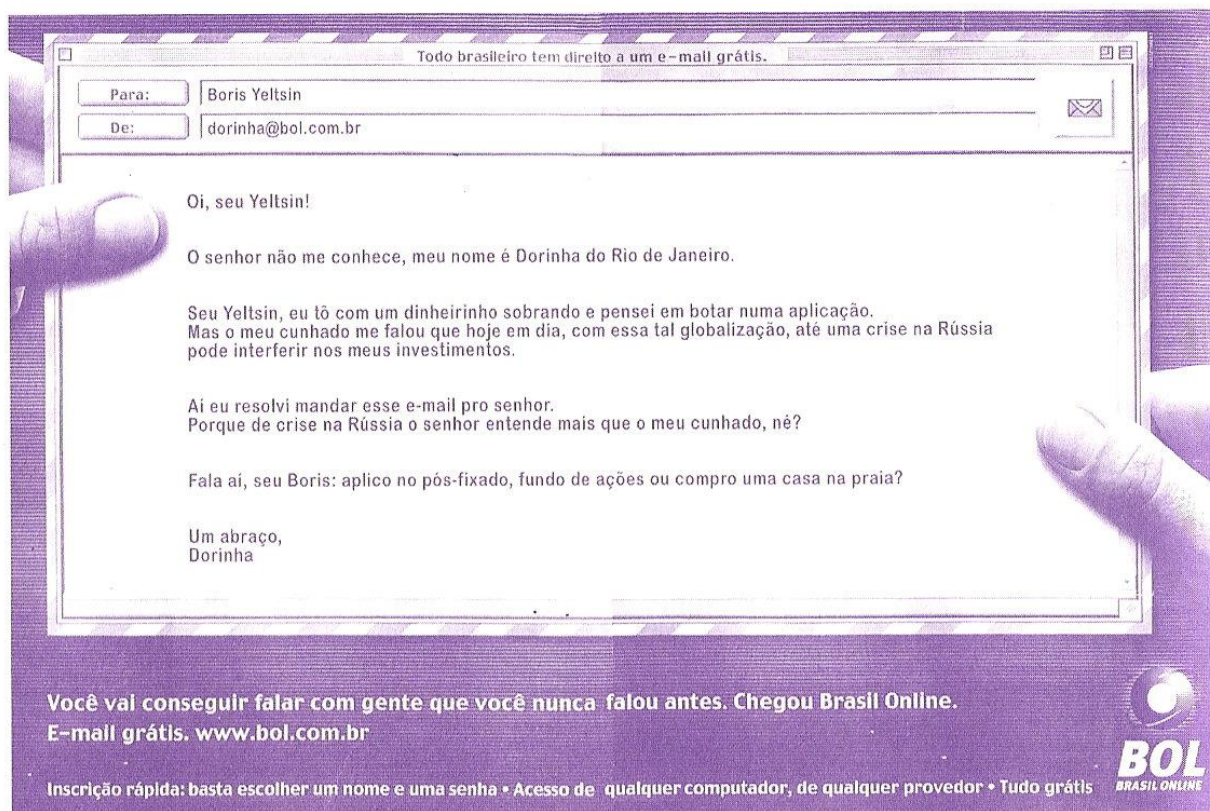 Todo brasileiro tem direito a um e-mail grátis.
Para: Boris Yeltsin
De: dorinha@bol.com.br
Oi, seu Yeltsin!
O senhor não me conhece, meu nome é Dorinha do Rio de Janeiro.
Seu Yeltsin, eu tô com um dinheirinho sobrando e pensei em botar numa aplicação.
Mas o meu cunhado me falou que hoje em dia, com essa tal globalização, até uma crise na Rússia
pode interferir nos meus investimentos.
Ai eu resolvi mandar esse e-mail pro senhor.
Porque de crise na Rússia o senhor entende mais que o meu cunhado, né?
Fala aí, seu Boris: aplico no pós-fixado, fundo de ações ou compro uma casa na praia?
Um abraço,
Dorinha
Você vai conseguir falar com gente que você nunca falou antes. Chegou Brasil Online.
E-mail grátis. www.bol.com.br
Inscrição rápida: basta escolher um nome e uma senha • Acesso de qualquer computador, de qualquer provedor • Tudo grátis
BOL
BRASIL ONLINE